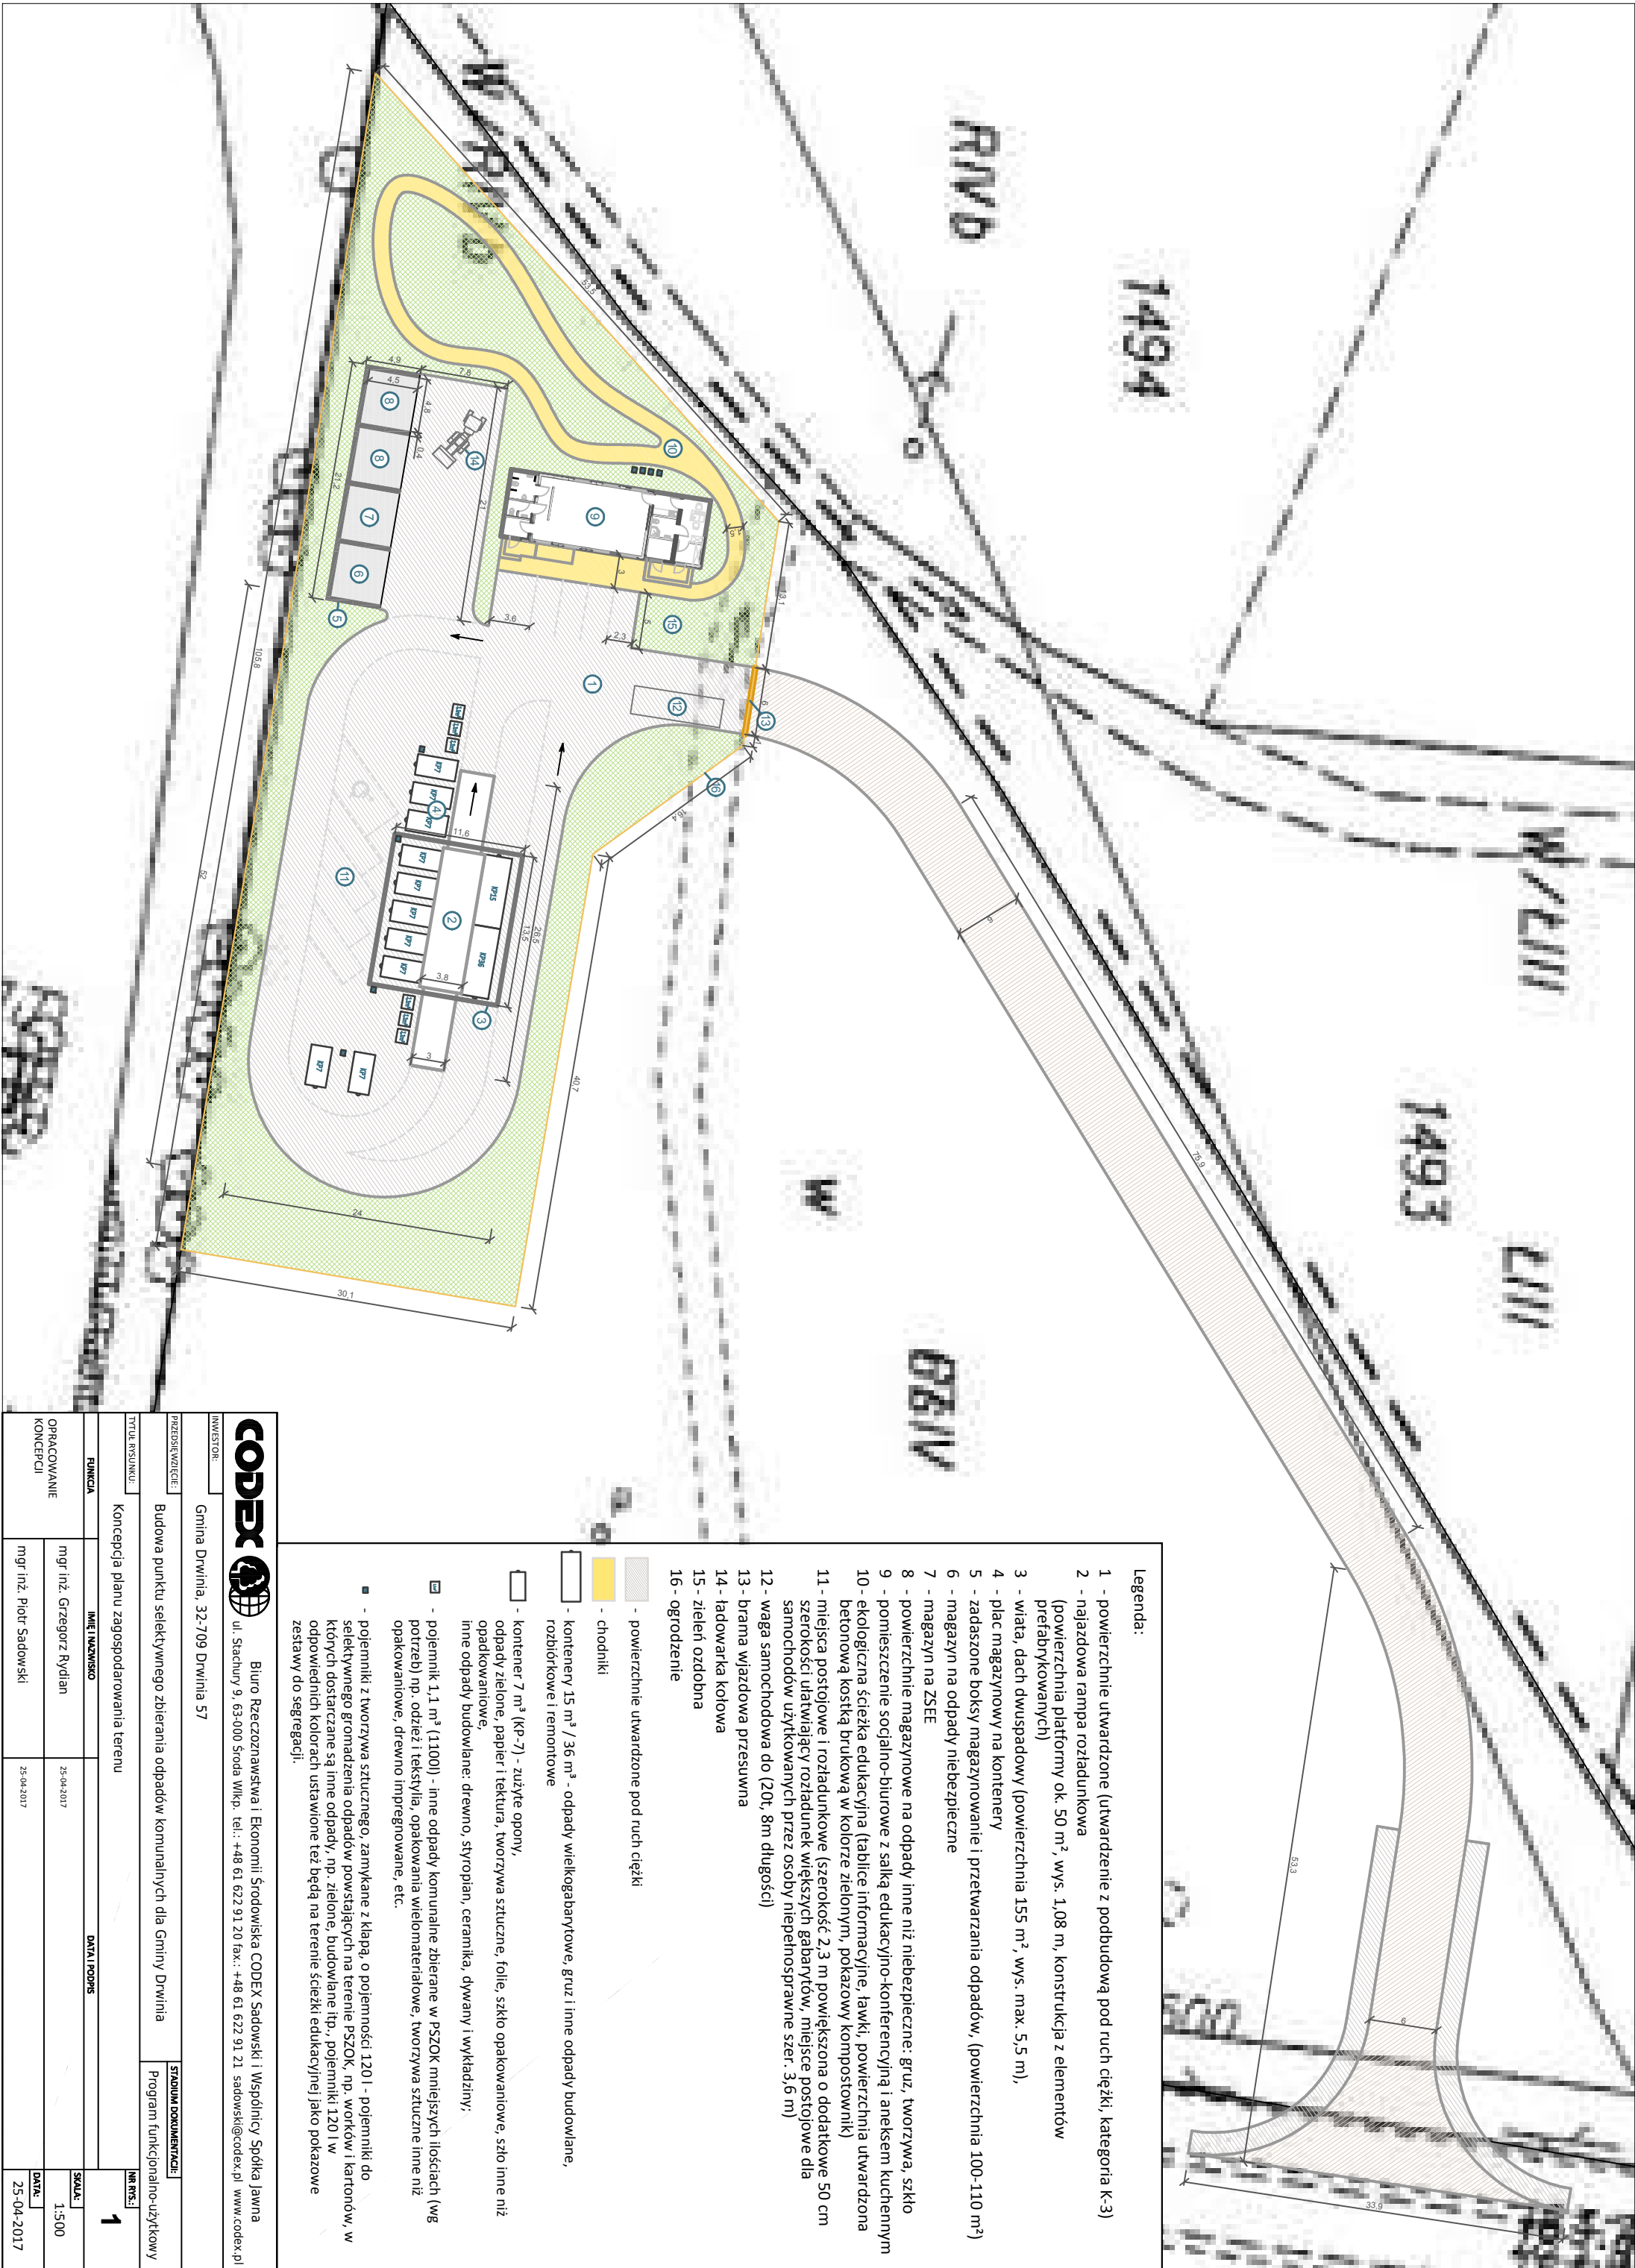 RIVb
1494
1493
W/ŁIII
ŁIII
W
GBIV
Legenda:
1 - powierzchnie utwardzone (utwardzenie z podbudową pod ruch ciężki, kategoria K-3)
2 - najazdowa rampa rozładunkowa
(powierzchnia platformy ok. 50 m², wys. 1,08 m, konstrukcja z elementów
prefabrykowanych)
3 - wiata, dach dwuspadowy (powierzchnia 155 m², wys. max. 5,5 m),
4 - plac magazynowy na kontenery
5 - zadaszone boksy magazynowanie i przetwarzania odpadów, (powierzchnia 100-110 m²)
6 - magazyn na odpady niebezpieczne
7 - magazyn na ZSEE
8 - powierzchnie magazynowe na odpady inne niż niebezpieczne: gruz, tworzywa, szkło
9 - pomieszczenie socjalno-biurowe z salką edukacyjno-konferencyjną i aneksem kuchennym
10 - ekologiczna ścieżka edukacyjna (tablice informacyjne, ławki, powierzchnia utwardzona
betonową kostką brukową w kolorze zielonym, pokazowy kompostownik)
11 - miejsca postojowe i rozładunkowe (szerokość 2,3 m powiększona o dodatkowe 50 cm
szerokości ułatwiający rozładunek większych gabarytów, miejsce postojowe dla
samochodów użytkowanych przez osoby niepełnosprawne szer. 3,6 m)
12 - waga samochodowa do (20t, 8m długości)
13 - brama wjazdowa przesuwna
14 - ładowarka kołowa
15 - zieleń ozdobna
16 - ogrodzenie
- powierzchnie utwardzone pod ruch ciężki
- chodniki
- kontenery 15 m³ / 36 m³ - odpady wielkogabarytowe, gruz i inne odpady budowlane,
rozbiórkowe i remontowe
- kontener 7 m³ (KP-7) - zużyte opony,
odpady zielone, papier i tektura, tworzywa sztuczne, folie, szkło opakowaniowe, szło inne niż
opakowaniowe,
inne odpady budowlane: drewno, styropian, ceramika, dywany i wykładziny;
- pojemnik 1,1 m³ (1100l) - inne odpady komunalne zbierane w PSZOK mniejszych ilościach (wg
potrzeb) np. odzież i tekstylia, opakowania wielomateriałowe, tworzywa sztuczne inne niż
opakowaniowe, drewno impregnowane, etc.
- pojemniki z tworzywa sztucznego, zamykane z klapą, o pojemności 120 l - pojemniki do
selektywnego gromadzenia odpadów powstających na terenie PSZOK, np. worków i kartonów, w
których dostarczane są inne odpady, np. zielone, budowlane itp., pojemniki 120 l w
odpowiednich kolorach ustawione też będą na terenie ścieżki edukacyjnej jako pokazowe
zestawy do segregacji.
CODEX
Biuro Rzeczoznawstwa i Ekonomii Środowiska CODEX Sadowski i Wspólnicy Spółka Jawna
ul. Stachury 9, 63-000 Środa Wlkp. tel.: +48 61 622 91 20 fax.: +48 61 622 91 21 sadowski@codex.pl www.codex.pl
INWESTOR:
Gmina Drwinia, 32-709 Drwinia 57
PRZEDSIĘWZIĘCIE:
Budowa punktu selektywnego zbierania odpadów komunalnych dla Gminy Drwinia
STADIUM DOKUMENTACJI:
Program funkcjonalno-użytkowy
TYTUŁ RYSUNKU:
Koncepcja planu zagospodarowania terenu
NR RYS.:
1
FUNKCJA IMIĘ I NAZWISKO DATA I PODPIS
OPRACOWANIE
KONCEPCJI
mgr inż. Grzegorz Rydian 25-04-2017
mgr inż. Piotr Sadowski 25-04-2017
SKALA:
1:500
DATA:
25-04-2017
53,5
13,1
75,9
53,3
33,9
40,7
30,1
24
52
105,8
21,2
21
4,9
4,5
7,8
4,8
0,4
3,6
2,3
11,6
26,5
13,5
3,8
3
6
KP7
KP15
KP36